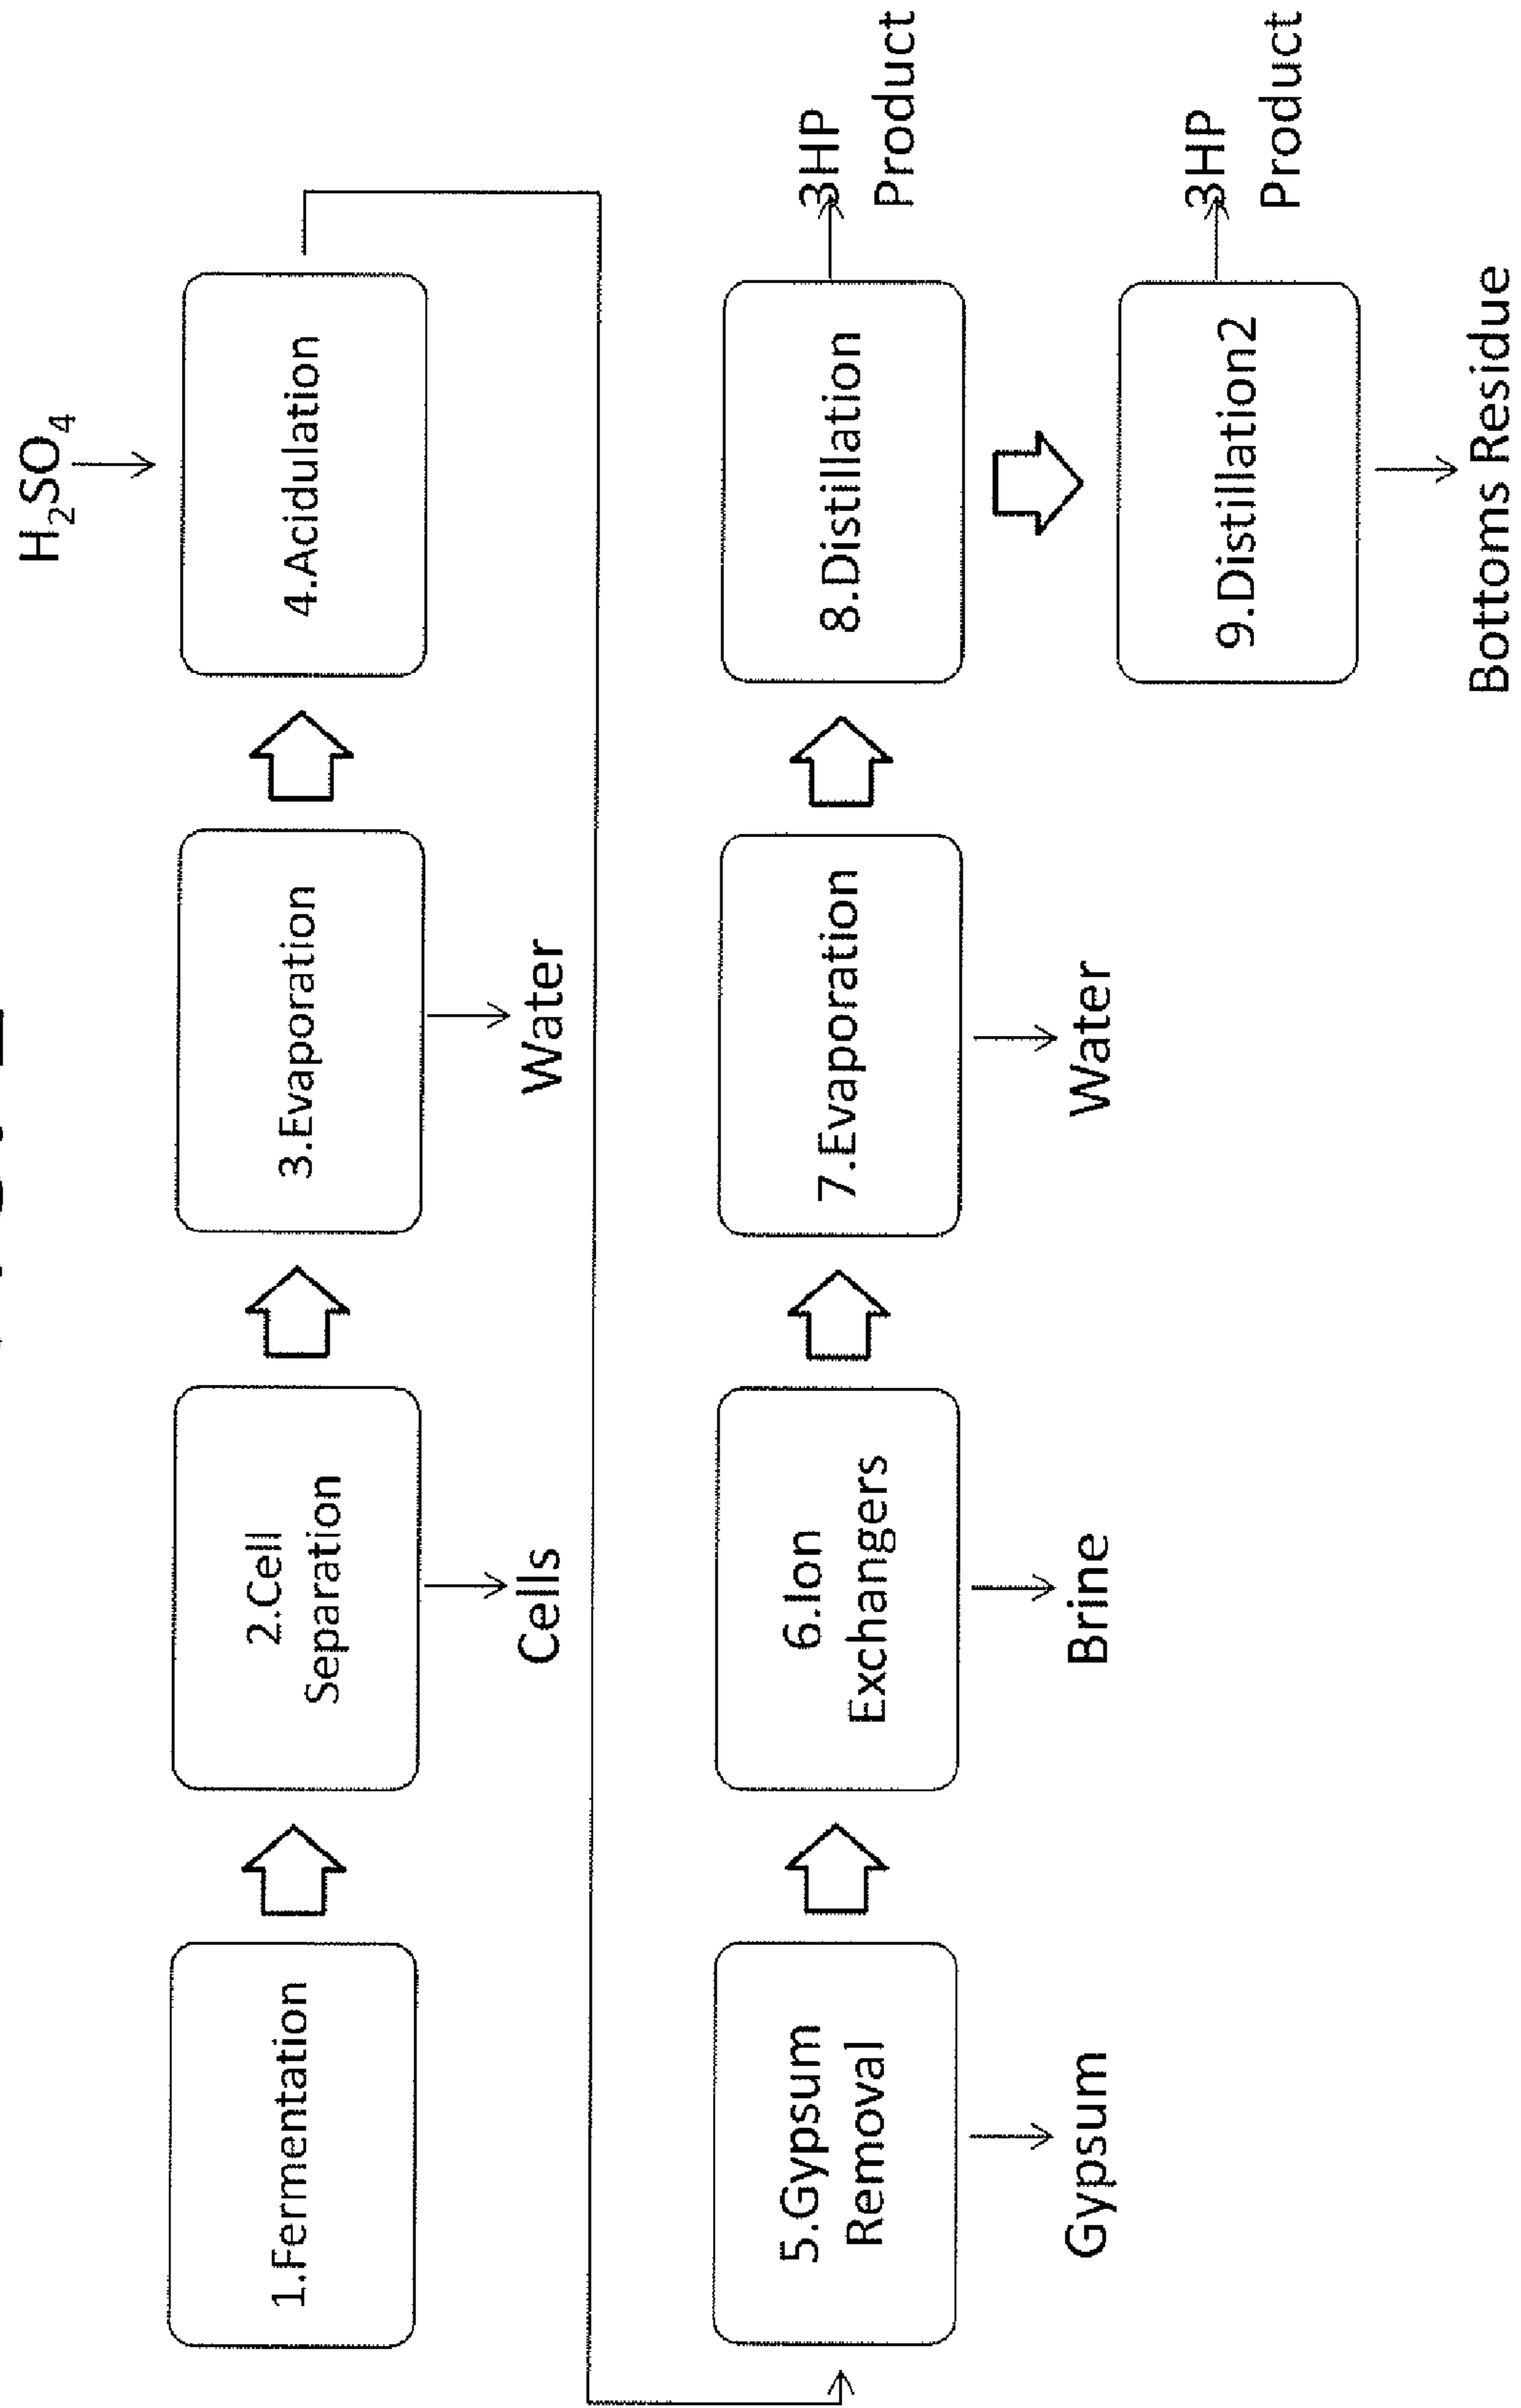 H₂SO₄
1.Fermentation
2.Cell
Separation
3.Evaporation
4.Acidulation
Cells
Water
5.Gypsum
Removal
6.Ion
Exchangers
7.Evaporation
8.Distillation
3HP
Product
Gypsum
Brine
Water
9.Distillation2
3HP
Product
Bottoms Residue